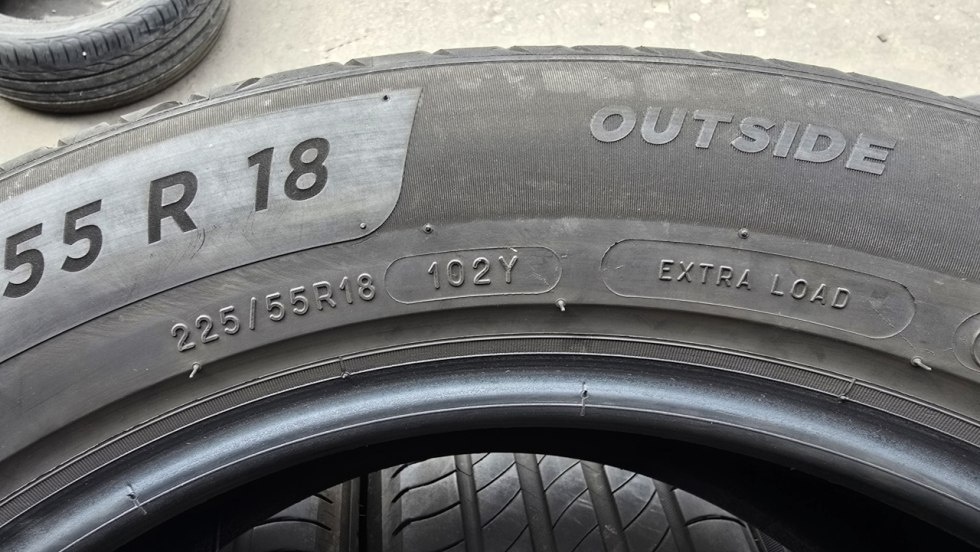 55 R 18
OUTSIDE
225/55R18 102Y EXTRA LOAD